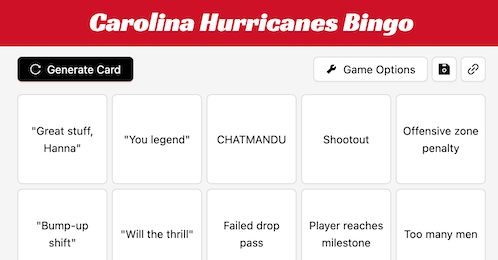 Carolina Hurricanes Bingo
Generate Card
Game Options
"Great stuff,
Hanna"
"You legend"
CHATMANDU
Shootout
Offensive zone
penalty
"Bump-up
shift"
"Will the thrill"
Failed drop
pass
Player reaches
milestone
Too many men